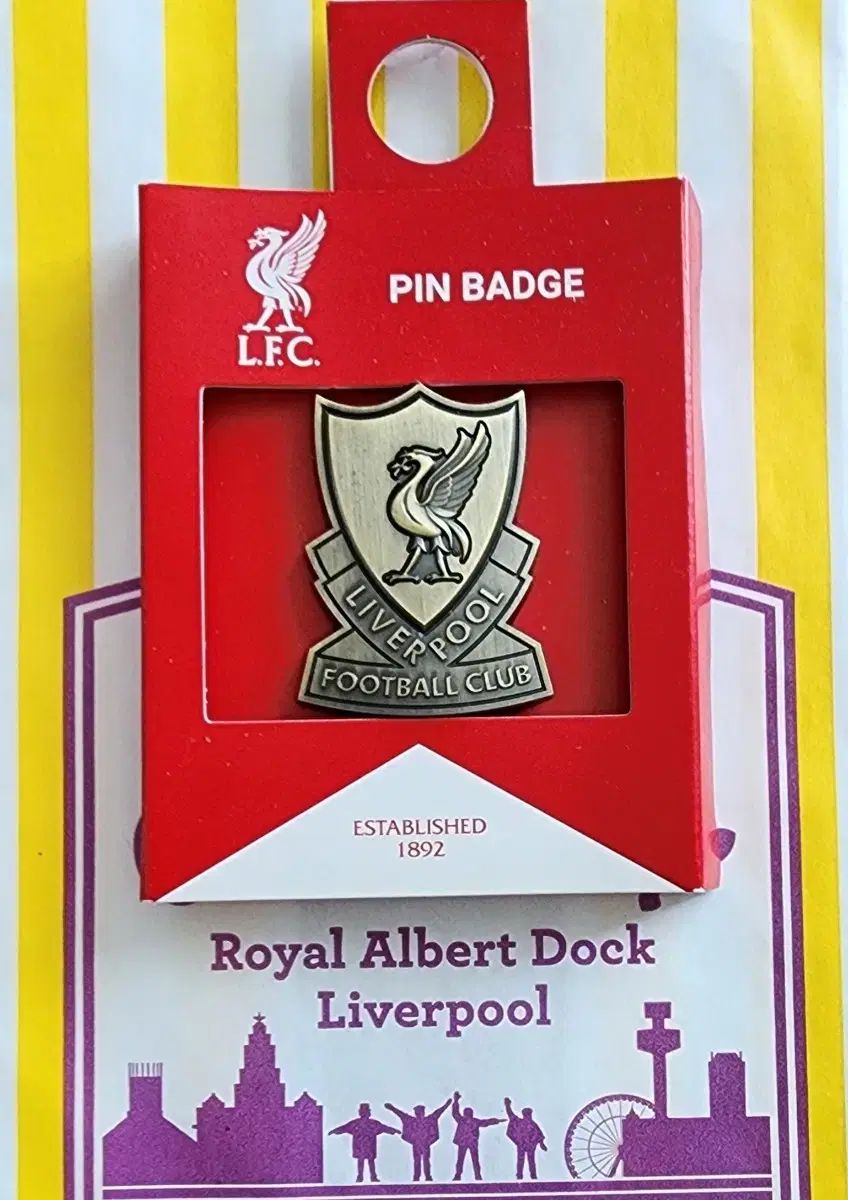 L.F.C.
PIN BADGE
LIVERPOOL
FOOTBALL CLUB
ESTABLISHED
1892
Royal Albert Dock
Liverpool